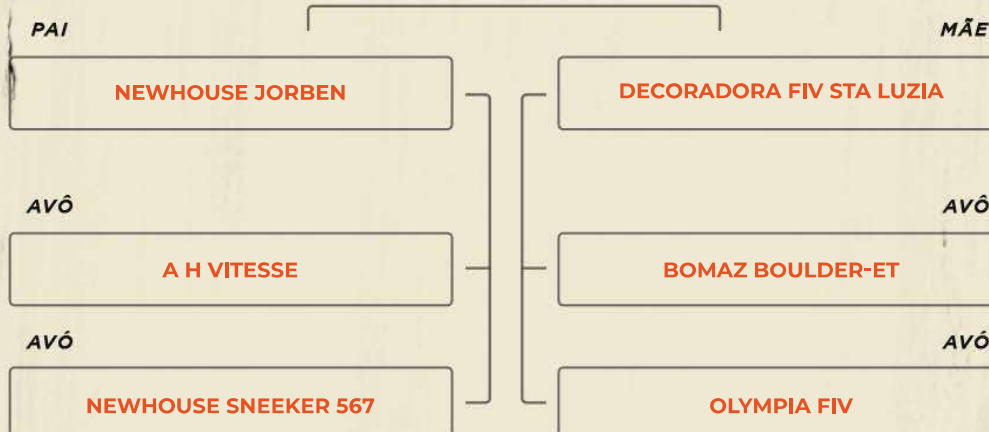 PAI
MÃE
NEWHOUSE JORBEN
DECORADORA FIV STA LUZIA
AVÔ
AVÔ
A H VITESSE
BOMAZ BOULDER-ET
AVÓ
AVÓ
NEWHOUSE SNEEKER 567
OLYMPIA FIV